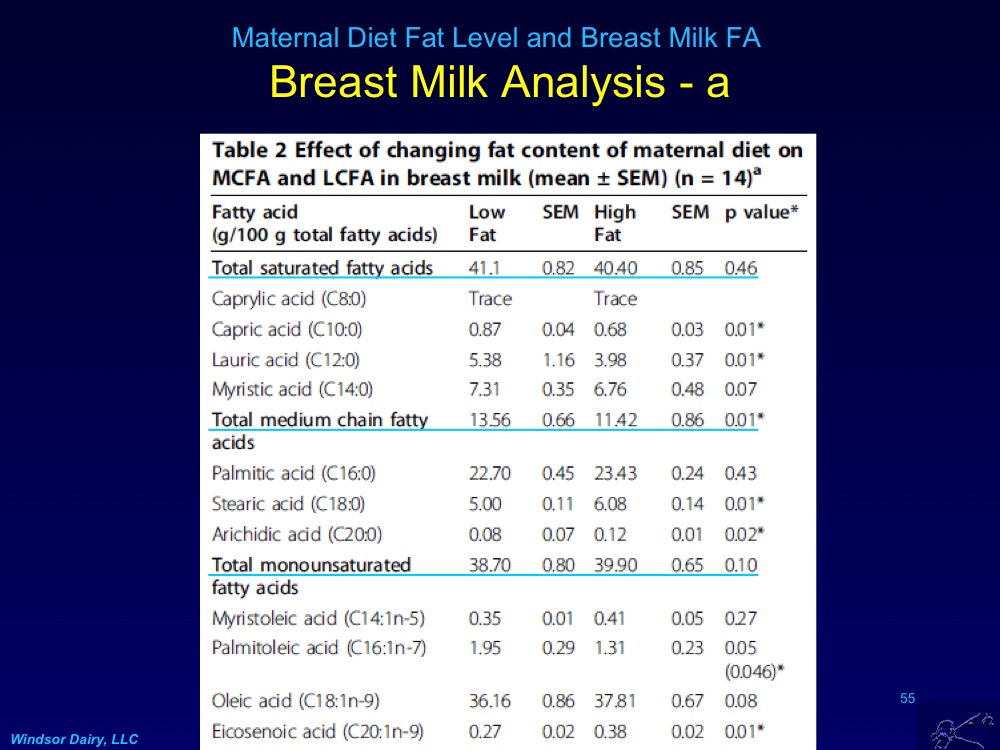 Maternal Diet Fat Level and Breast Milk FA
Breast Milk Analysis - a
Table 2 Effect of changing fat content of maternal diet on
MCFA and LCFA in breast milk (mean ± SEM) (n = 14)a
Fatty acid Low SEM High SEM p value*
(g/100 g total fatty acids) Fat Fat
Total saturated fatty acids 41.1 0.82 40.40 0.85 0.46
Caprylic acid (C8:0) Trace Trace
Capric acid (C10:0) 0.87 0.04 0.68 0.03 0.01*
Lauric acid (C12:0) 5.38 1.16 3.98 0.37 0.01*
Myristic acid (C14:0) 7.31 0.35 6.76 0.48 0.07
Total medium chain fatty 13.56 0.66 11.42 0.86 0.01*
acids
Palmitic acid (C16:0) 22.70 0.45 23.43 0.24 0.43
Stearic acid (C18:0) 5.00 0.11 6.08 0.14 0.01*
Arichidic acid (C20:0) 0.08 0.07 0.12 0.01 0.02*
Total monounsaturated 38.70 0.80 39.90 0.65 0.10
fatty acids
Myristoleic acid (C14:1n-5) 0.35 0.01 0.41 0.05 0.27
Palmitoleic acid (C16:1n-7) 1.95 0.29 1.31 0.23 0.05
(0.046)*
Oleic acid (C18:1n-9) 36.16 0.86 37.81 0.67 0.08
Eicosenoic acid (C20:1n-9) 0.27 0.02 0.38 0.02 0.01*
55
Windsor Dairy, LLC